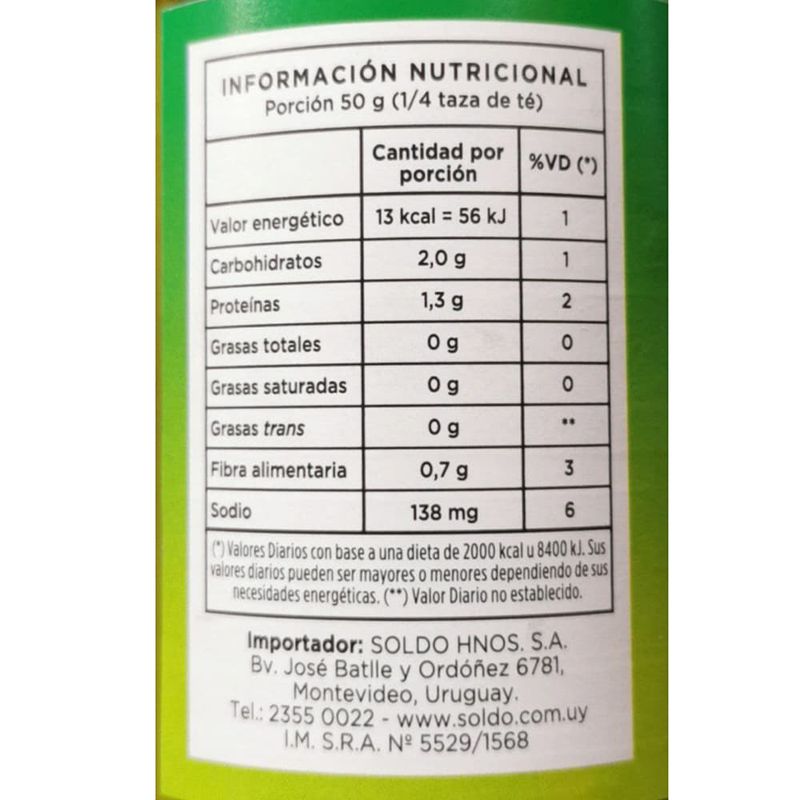 INFORMACIÓN NUTRICIONAL
Porción 50 g (1/4 taza de té)
Cantidad por porción %VD (*)
Valor energético 13 kcal = 56 kJ 1
Carbohidratos 2,0 g 1
Proteínas 1,3 g 2
Grasas totales 0 g 0
Grasas saturadas 0 g 0
Grasas trans 0 g **
Fibra alimentaria 0,7 g 3
Sodio 138 mg 6
(*) Valores Diarios con base a una dieta de 2000 kcal u 8400 kJ. Sus
valores diarios pueden ser mayores o menores dependiendo de sus
necesidades energéticas. (**) Valor Diario no establecido.
Importador: SOLDO HNOS. S.A.
Bv. José Batlle y Ordóñez 6781,
Montevideo, Uruguay.
Tel.: 2355 0022 - www.soldo.com.uy
I.M. S.R.A. Nº 5529/1568